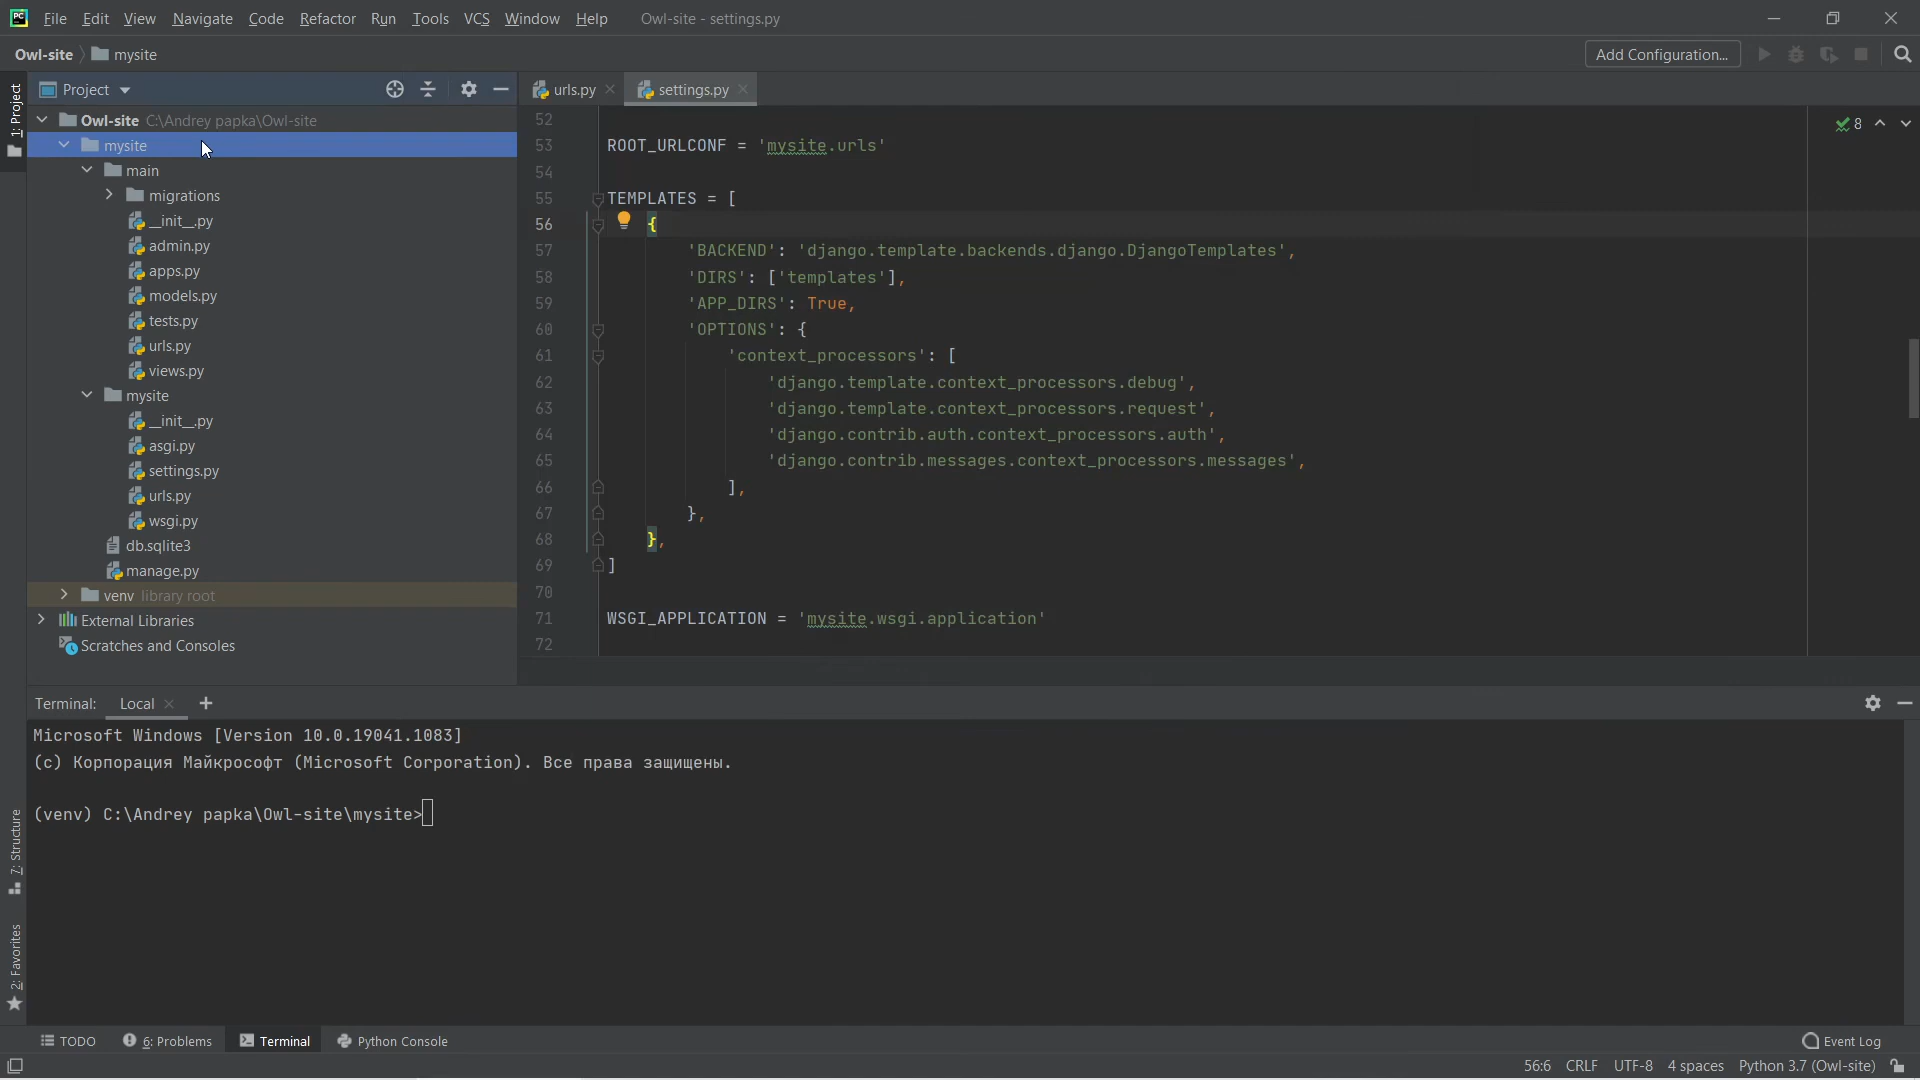 PC File Edit View Navigate Code Refactor Run Tools VCS Window Help Owl-site - settings.py
Owl-site mysite Add Configuration...
1: Project
Project
urls.py settings.py
Owl-site C:\Andrey papka\Owl-site
mysite
main
migrations
__init__.py
admin.py
apps.py
models.py
tests.py
urls.py
views.py
mysite
__init__.py
asgi.py
settings.py
urls.py
wsgi.py
db.sqlite3
manage.py
venv library root
External Libraries
Scratches and Consoles
8
52
53 ROOT_URLCONF = 'mysite.urls'
54
55 TEMPLATES = [
56 {
57 'BACKEND': 'django.template.backends.django.DjangoTemplates',
58 'DIRS': ['templates'],
59 'APP_DIRS': True,
60 'OPTIONS': {
61 'context_processors': [
62 'django.template.context_processors.debug',
63 'django.template.context_processors.request',
64 'django.contrib.auth.context_processors.auth',
65 'django.contrib.messages.context_processors.messages',
66 ],
67 },
68 },
69 ]
70
71 WSGI_APPLICATION = 'mysite.wsgi.application'
72
Terminal: Local
Microsoft Windows [Version 10.0.19041.1083]
(c) Корпорация Майкрософт (Microsoft Corporation). Все права защищены.
(venv) C:\Andrey papka\Owl-site\mysite>
7: Structure
2: Favorites
TODO 6: Problems Terminal Python Console Event Log
56:6 CRLF UTF-8 4 spaces Python 3.7 (Owl-site)